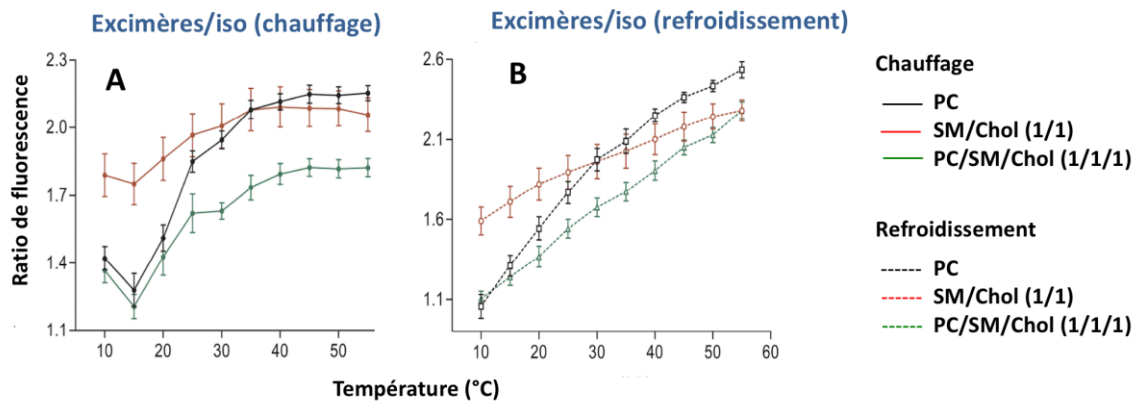 Excimères/iso (chauffage)
Excimères/iso (refroidissement)
Ratio de fluorescence
A
2.3
2.0
1.7
1.4
1.1
10 20 30 40 50
B
2.6
2.1
1.6
1.1
10 20 30 40 50 60
Température (°C)
Chauffage
PC
SM/Chol (1/1)
PC/SM/Chol (1/1/1)
Refroidissement
PC
SM/Chol (1/1)
PC/SM/Chol (1/1/1)